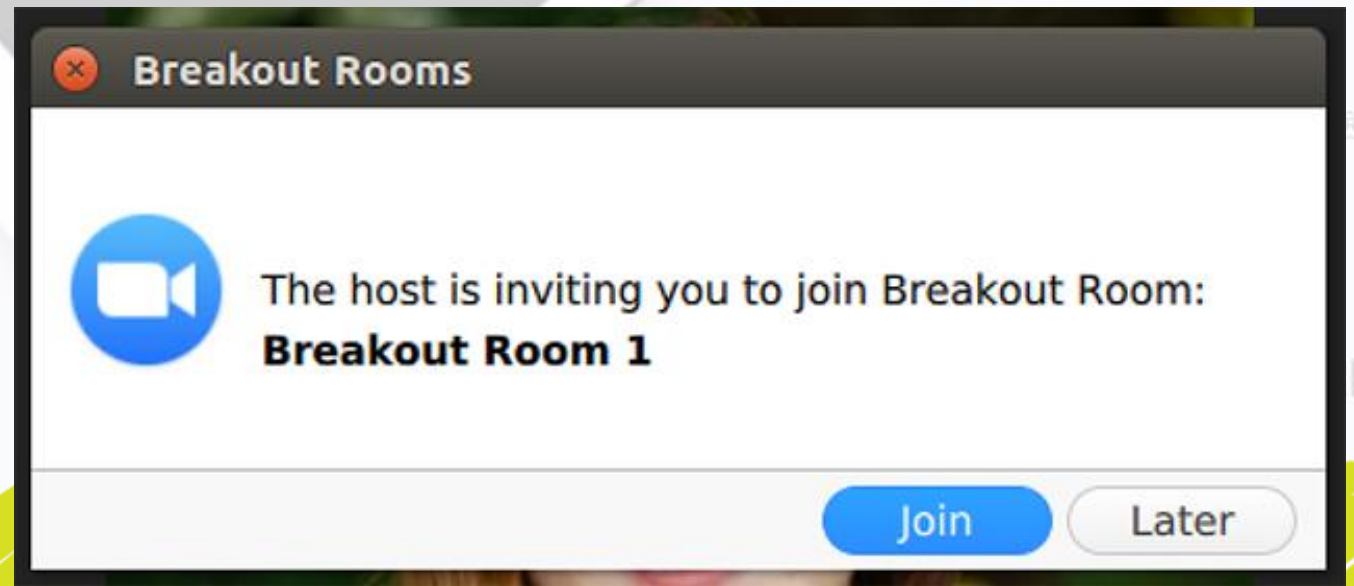 Breakout Rooms
The host is inviting you to join Breakout Room:
Breakout Room 1
Join
Later